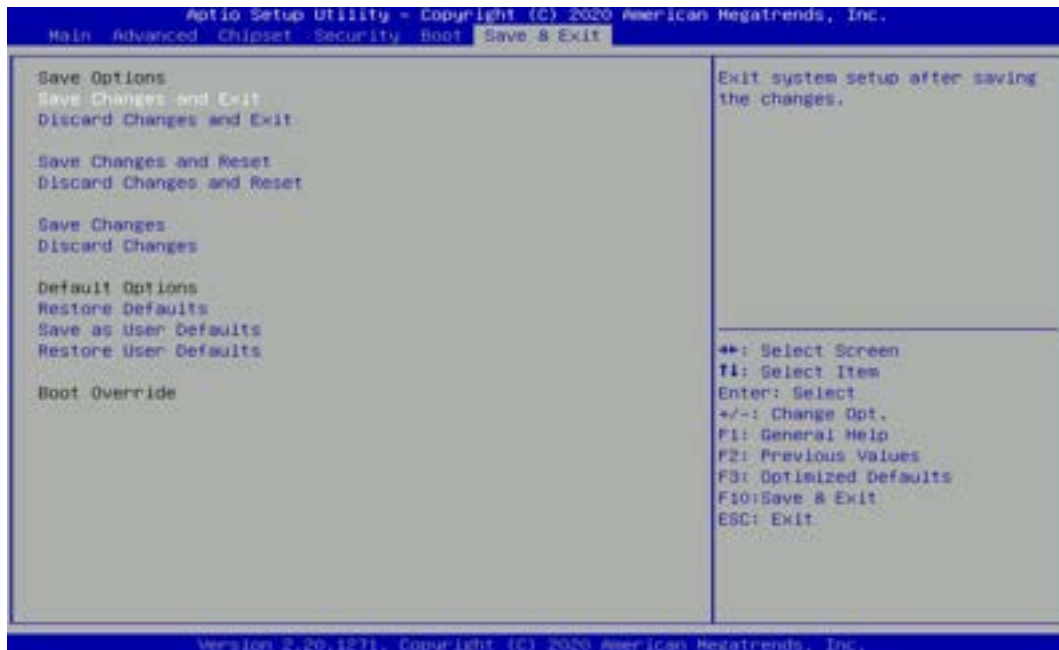 Aptio Setup Utility – Copyright (C) 2020 American Megatrends, Inc.
Main Advanced Chipset Security Boot Save & Exit
Save Options
Save Changes and Exit
Discard Changes and Exit
Save Changes and Reset
Discard Changes and Reset
Save Changes
Discard Changes
Default Options
Restore Defaults
Save as User Defaults
Restore User Defaults
Boot Override
Exit system setup after saving
the changes.
→←: Select Screen
↑↓: Select Item
Enter: Select
+/-: Change Opt.
F1: General Help
F2: Previous Values
F3: Optimized Defaults
F10:Save & Exit
ESC: Exit
Version 2.20.1271. Copyright (C) 2020 American Megatrends, Inc.